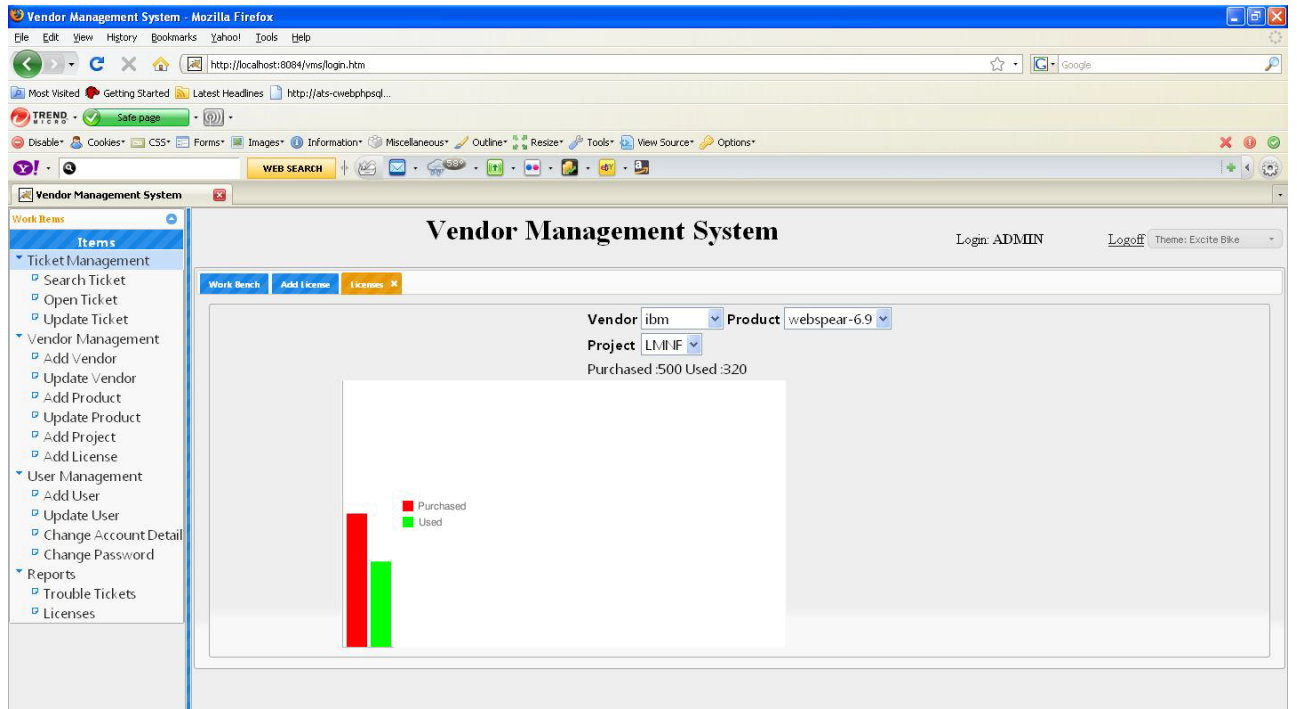 Vendor Management System - Mozilla Firefox
File Edit View History Bookmarks Yahoo! Tools Help
http://localhost:8084/vms/login.htm
G Google
Most Visited Getting Started Latest Headlines http://ats-cwebphpsql...
TREND MICRO Safe page
Disable Cookies CSS Forms Images Information Miscellaneous Outline Resize Tools View Source Options
Y! WEB SEARCH 58° eBY a
Vendor Management System
Work Items
Items
Ticket Management
Search Ticket
Open Ticket
Update Ticket
Vendor Management
Add Vendor
Update Vendor
Add Product
Update Product
Add Project
Add License
User Management
Add User
Update User
Change Account Detail
Change Password
Reports
Trouble Tickets
Licenses
Vendor Management System
Login: ADMIN Logoff Theme: Excite Bike
Work Bench Add License Licenses X
Vendor ibm Product webspear-6.9
Project LMNF
Purchased :500 Used :320
Purchased
Used